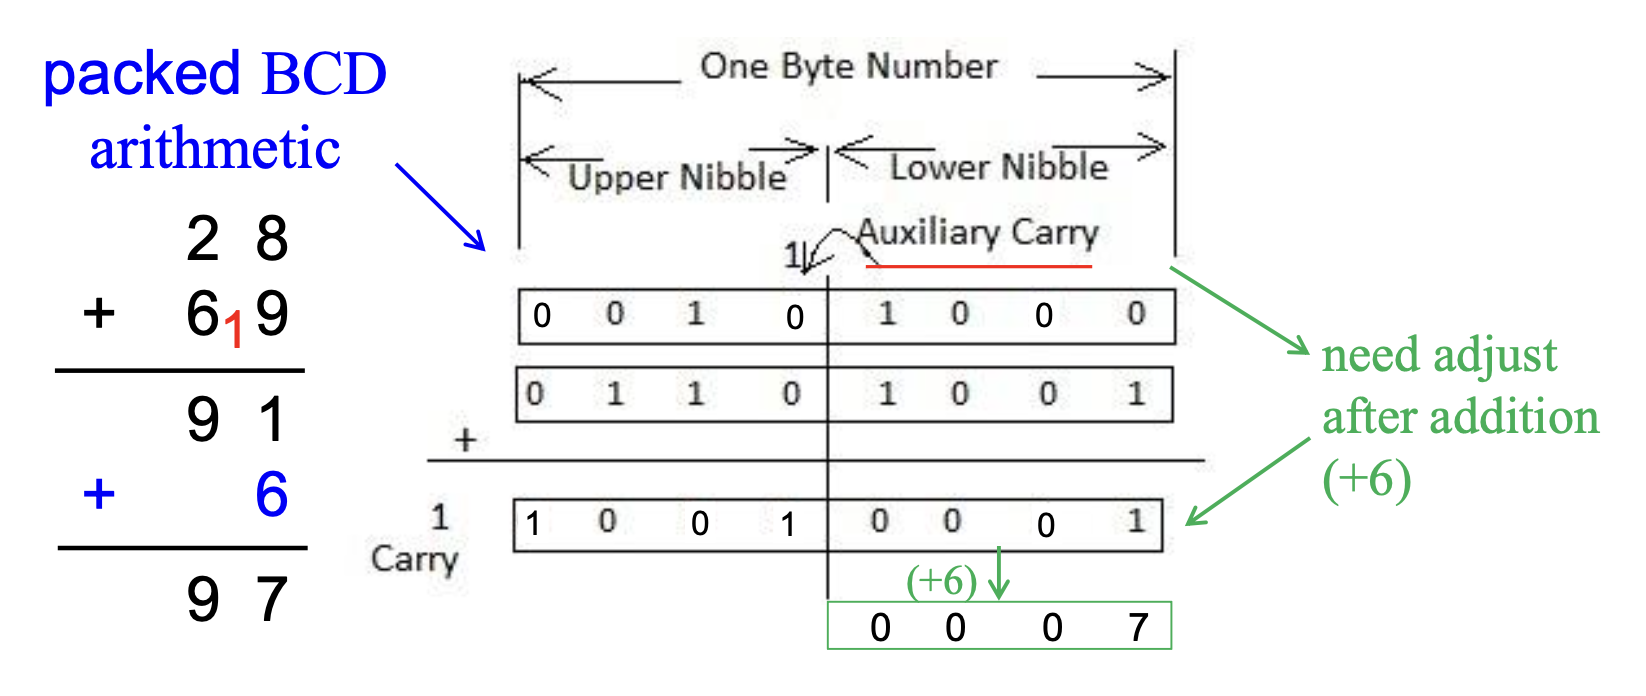 packed BCD
arithmetic
2 8
+ 6 1 9
9 1
+ 6
9 7
One Byte Number
Upper Nibble
Lower Nibble
Auxiliary Carry
1
0 0 1 0 1 0 0 0
0 1 1 0 1 0 0 1
+
1
Carry
1 0 0 1 0 0 0 1
(+6)
0 0 0 7
need adjust
after addition
(+6)